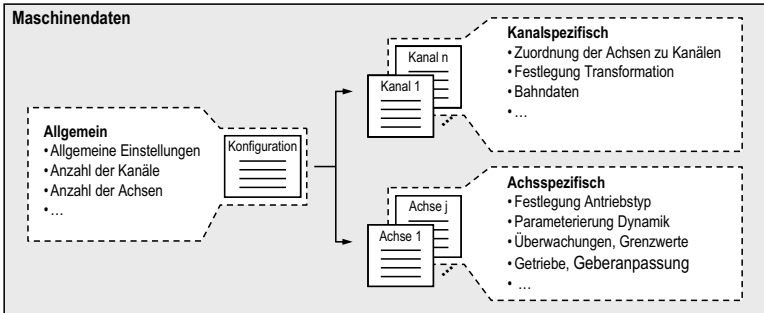 Maschinendaten
Allgemein
• Allgemeine Einstellungen
• Anzahl der Kanäle
• Anzahl der Achsen
• ...
Konfiguration
Kanal n
Kanal 1
Kanalspezifisch
• Zuordnung der Achsen zu Kanälen
• Festlegung Transformation
• Bahndaten
• ...
Achse j
Achse 1
Achsspezifisch
• Festlegung Antriebstyp
• Parameterierung Dynamik
• Überwachungen, Grenzwerte
• Getriebe, Geberanpassung
• ...